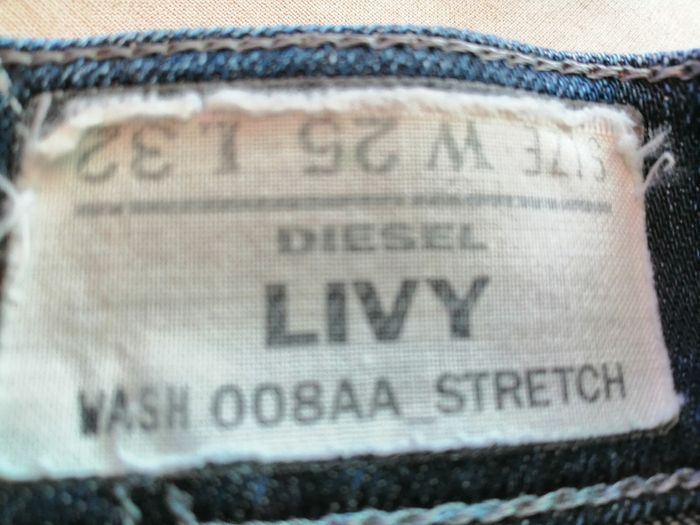 SIZE W 25 L 32
DIESEL
LIVY
WASH 008AA_STRETCH